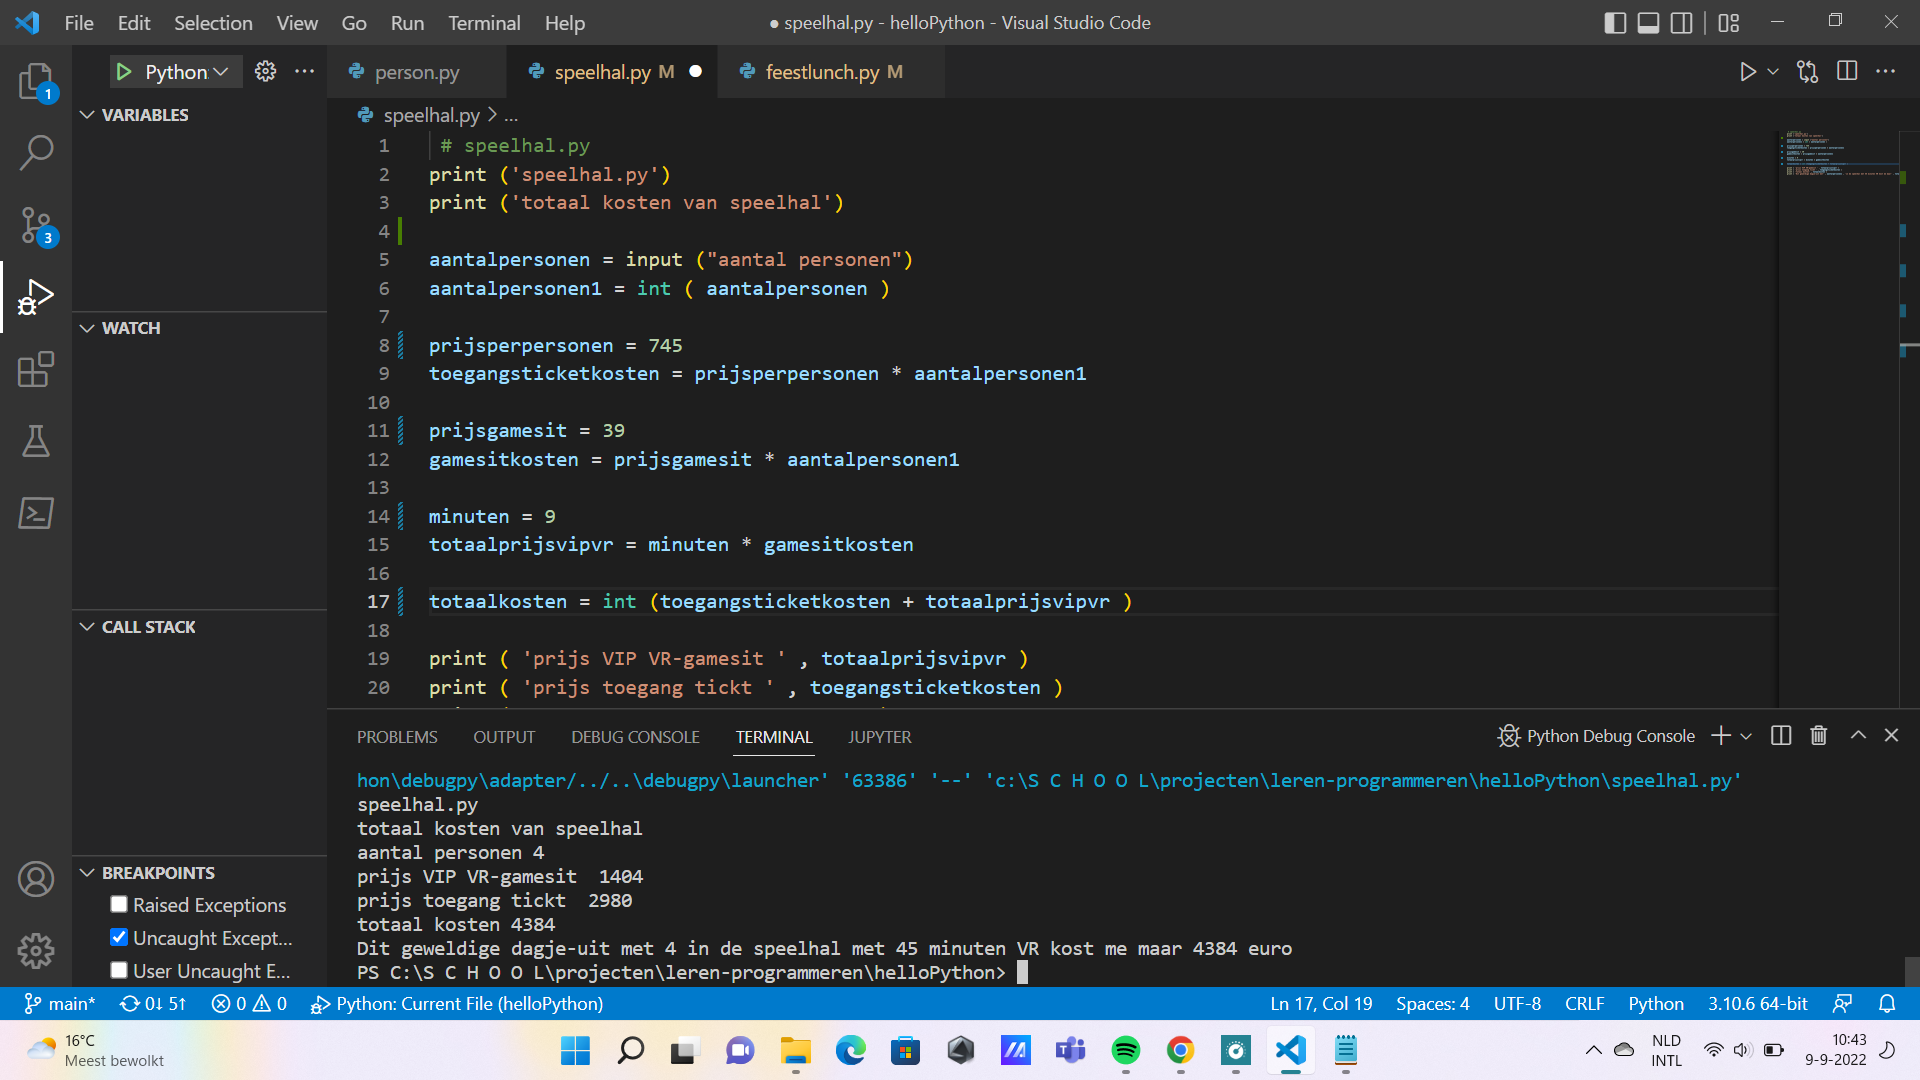 File Edit Selection View Go Run Terminal Help
● speelhal.py - helloPython - Visual Studio Code
Python
person.py
speelhal.py M
feestlunch.py M
1
3
VARIABLES
WATCH
CALL STACK
BREAKPOINTS
Raised Exceptions
Uncaught Except...
User Uncaught E...
speelhal.py > ...
1 # speelhal.py
2 print ('speelhal.py')
3 print ('totaal kosten van speelhal')
4
5 aantalpersonen = input ("aantal personen")
6 aantalpersonen1 = int ( aantalpersonen )
7
8 prijsperpersonen = 745
9 toegangsticketkosten = prijsperpersonen * aantalpersonen1
10
11 prijsgamesit = 39
12 gamesitkosten = prijsgamesit * aantalpersonen1
13
14 minuten = 9
15 totaalprijsvipvr = minuten * gamesitkosten
16
17 totaalkosten = int (toegangsticketkosten + totaalprijsvipvr )
18
19 print ( 'prijs VIP VR-gamesit ' , totaalprijsvipvr )
20 print ( 'prijs toegang tickt ' , toegangsticketkosten )
PROBLEMS OUTPUT DEBUG CONSOLE TERMINAL JUPYTER
Python Debug Console
hon\debugpy\adapter/../..\debugpy\launcher' '63386' '--' 'c:\S C H O O L\projecten\leren-programmeren\helloPython\speelhal.py'
speelhal.py
totaal kosten van speelhal
aantal personen 4
prijs VIP VR-gamesit  1404
prijs toegang tickt  2980
totaal kosten 4384
Dit geweldige dagje-uit met 4 in de speelhal met 45 minuten VR kost me maar 4384 euro
PS C:\S C H O O L\projecten\leren-programmeren\helloPython>
main* 0↓ 5↑ 0 0 Python: Current File (helloPython)
Ln 17, Col 19 Spaces: 4 UTF-8 CRLF Python 3.10.6 64-bit
16°C
Meest bewolkt
NLD
INTL
10:43
9-9-2022